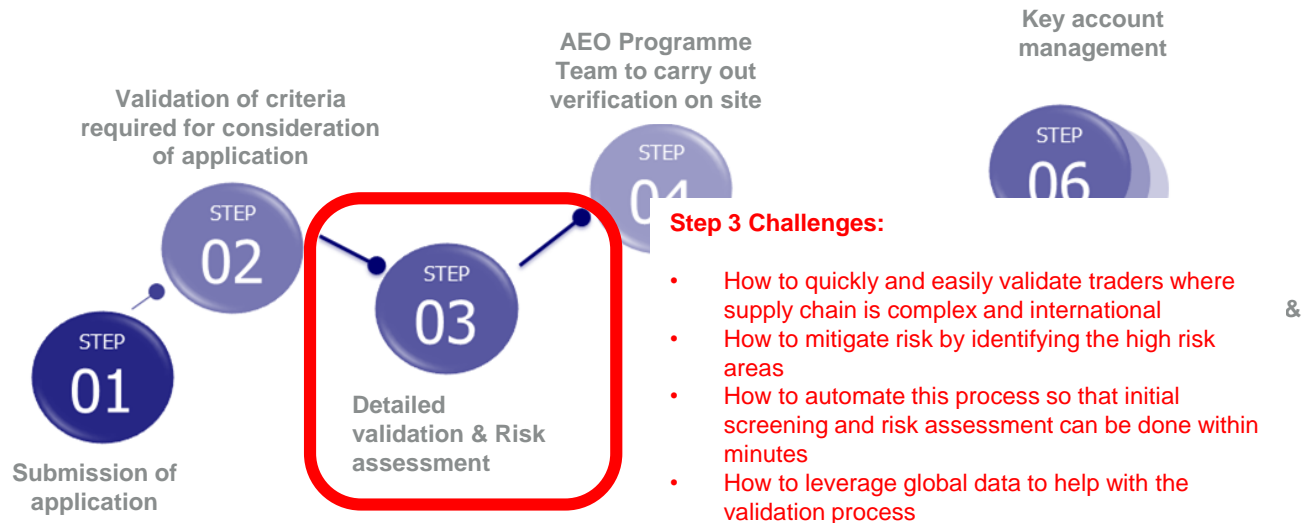 Key account
management
AEO Programme
Team to carry out
verification on site
Validation of criteria
required for consideration
of application
STEP
04
STEP
06
STEP
02
STEP
03
STEP
01
Detailed
validation & Risk
assessment
Submission of
application
Step 3 Challenges:
• How to quickly and easily validate traders where
supply chain is complex and international
• How to mitigate risk by identifying the high risk
areas
• How to automate this process so that initial
screening and risk assessment can be done within
minutes
• How to leverage global data to help with the
validation process
&